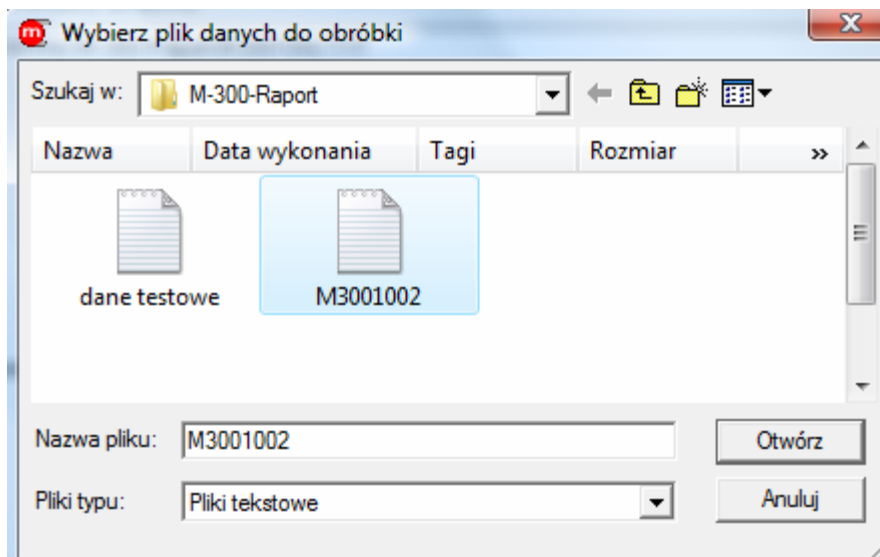 m Wybierz plik danych do obróbki
Szukaj w: M-300-Raport
Nazwa Data wykonania Tagi Rozmiar »
dane testowe M3001002
Nazwa pliku: M3001002 Otwórz
Pliki typu: Pliki tekstowe Anuluj